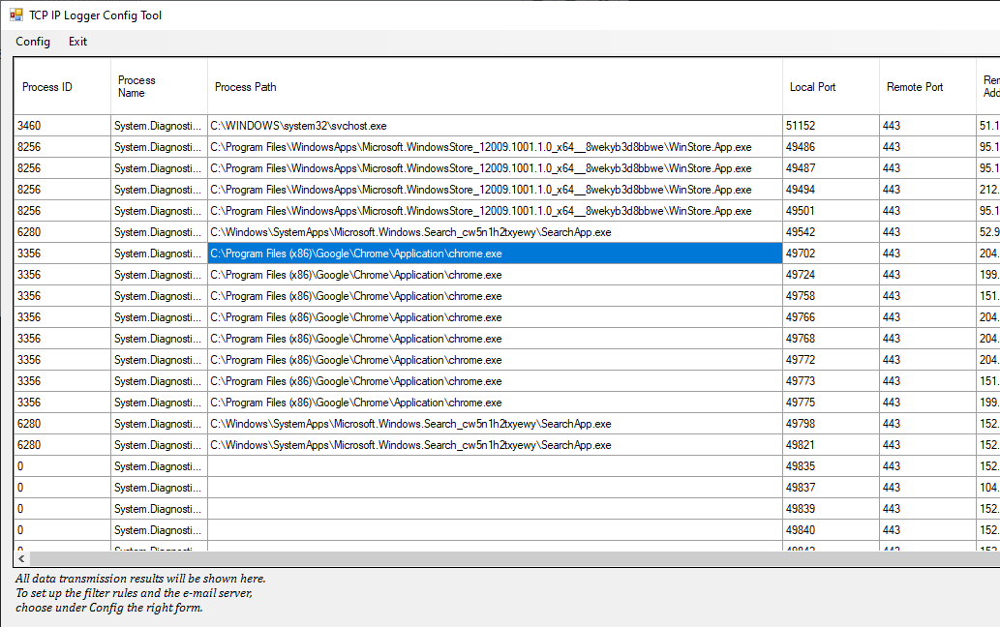 TCP IP Logger Config Tool
Config Exit
Process ID Process Name Process Path Local Port Remote Port
3460 System.Diagnosti... C:\WINDOWS\system32\svchost.exe 51152 443 51.1
8256 System.Diagnosti... C:\Program Files\WindowsApps\Microsoft.WindowsStore_12009.1001.1.0_x64__8wekyb3d8bbwe\WinStore.App.exe 49486 443 95.1
8256 System.Diagnosti... C:\Program Files\WindowsApps\Microsoft.WindowsStore_12009.1001.1.0_x64__8wekyb3d8bbwe\WinStore.App.exe 49487 443 95.1
8256 System.Diagnosti... C:\Program Files\WindowsApps\Microsoft.WindowsStore_12009.1001.1.0_x64__8wekyb3d8bbwe\WinStore.App.exe 49494 443 212.
8256 System.Diagnosti... C:\Program Files\WindowsApps\Microsoft.WindowsStore_12009.1001.1.0_x64__8wekyb3d8bbwe\WinStore.App.exe 49501 443 95.1
6280 System.Diagnosti... C:\Windows\SystemApps\Microsoft.Windows.Search_cw5n1h2txyewy\SearchApp.exe 49542 443 52.9
3356 System.Diagnosti... C:\Program Files (x86)\Google\Chrome\Application\chrome.exe 49702 443 204.
3356 System.Diagnosti... C:\Program Files (x86)\Google\Chrome\Application\chrome.exe 49724 443 199.
3356 System.Diagnosti... C:\Program Files (x86)\Google\Chrome\Application\chrome.exe 49758 443 151.
3356 System.Diagnosti... C:\Program Files (x86)\Google\Chrome\Application\chrome.exe 49766 443 204.
3356 System.Diagnosti... C:\Program Files (x86)\Google\Chrome\Application\chrome.exe 49768 443 204.
3356 System.Diagnosti... C:\Program Files (x86)\Google\Chrome\Application\chrome.exe 49772 443 204.
3356 System.Diagnosti... C:\Program Files (x86)\Google\Chrome\Application\chrome.exe 49773 443 151.
3356 System.Diagnosti... C:\Program Files (x86)\Google\Chrome\Application\chrome.exe 49775 443 199.
6280 System.Diagnosti... C:\Windows\SystemApps\Microsoft.Windows.Search_cw5n1h2txyewy\SearchApp.exe 49798 443 152.
6280 System.Diagnosti... C:\Windows\SystemApps\Microsoft.Windows.Search_cw5n1h2txyewy\SearchApp.exe 49821 443 152.
0 System.Diagnosti... 49835 443 152.
0 System.Diagnosti... 49837 443 104.
0 System.Diagnosti... 49839 443 152.
0 System.Diagnosti... 49840 443 152.
All data transmission results will be shown here.
To set up the filter rules and the e-mail server,
choose under Config the right form.